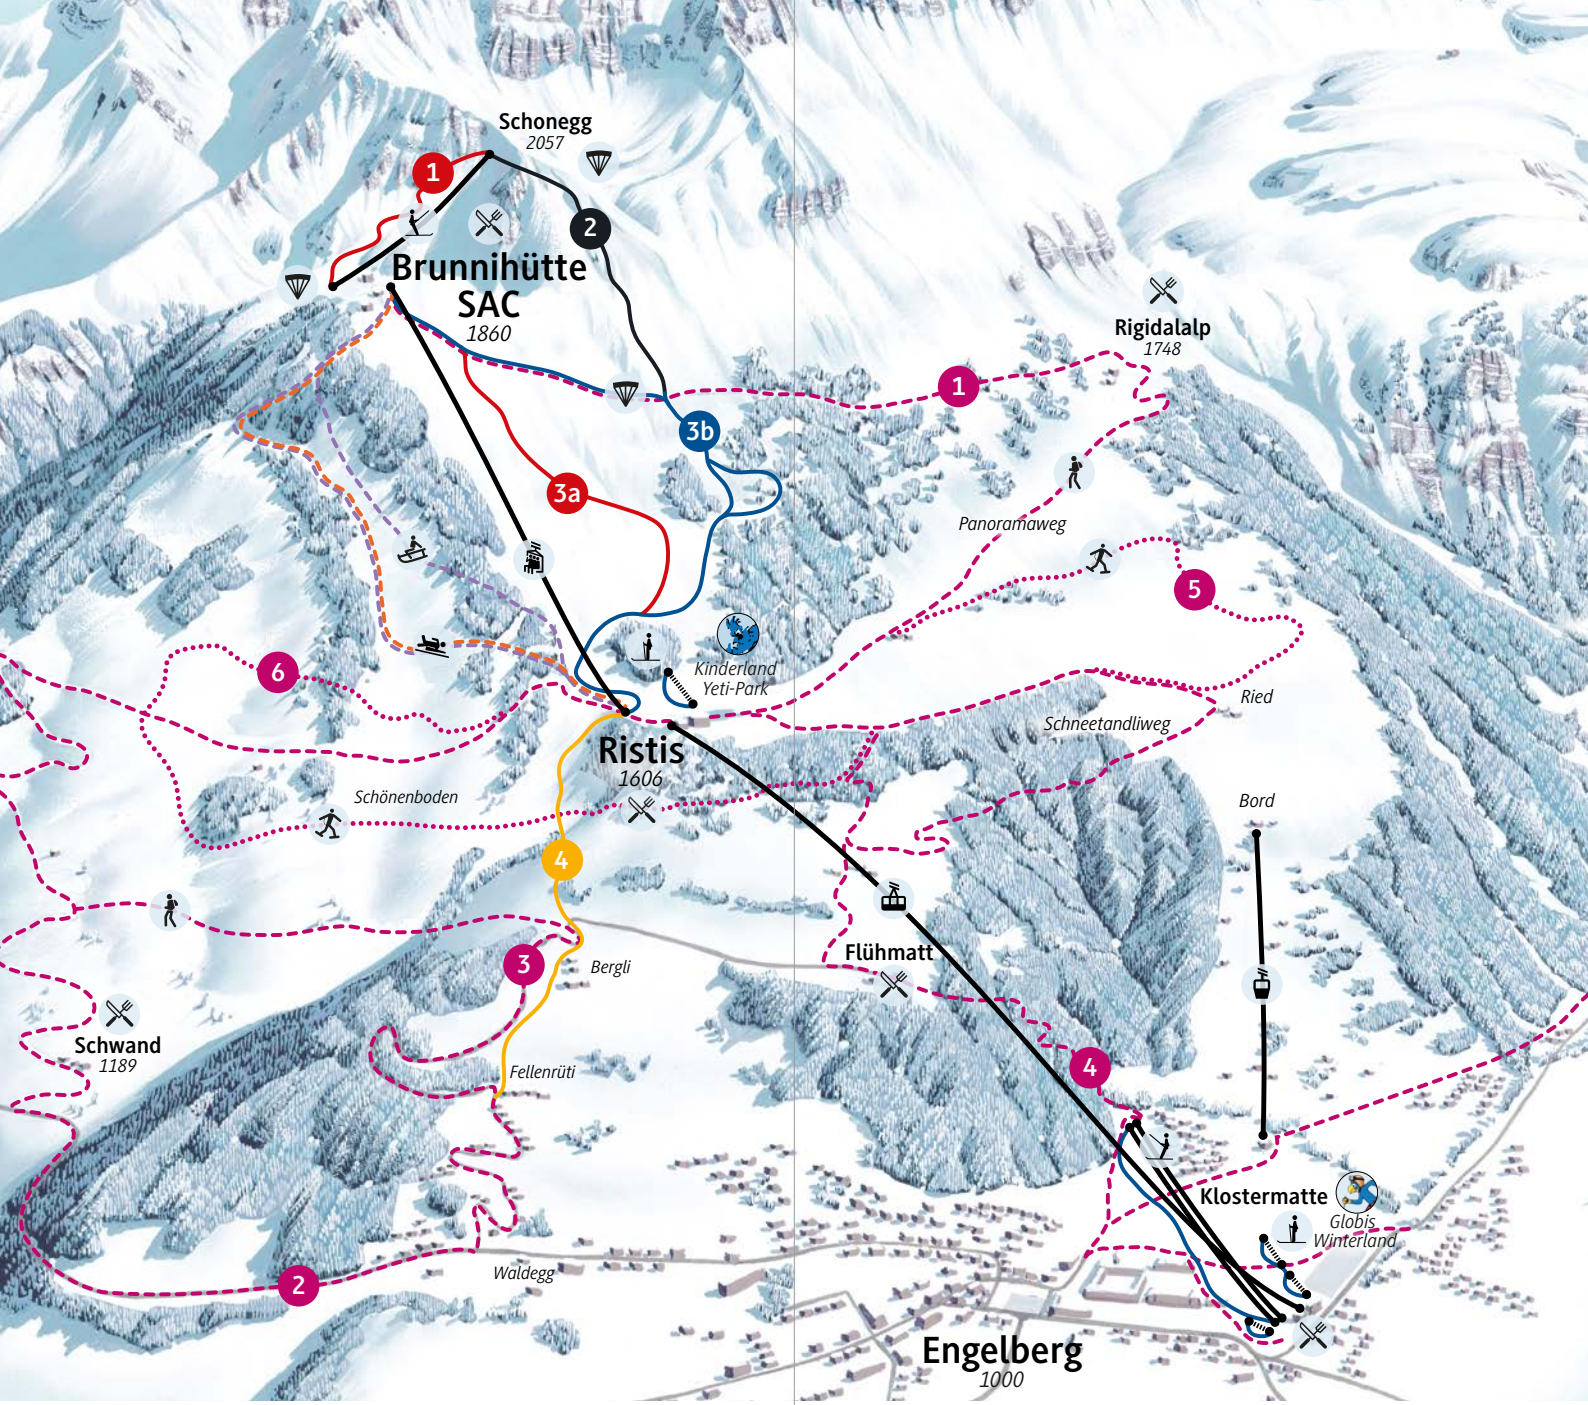 Schonegg
2057
1
2
Brunnihütte
SAC
1860
Rigidalalp
1748
1
3b
3a
Panoramaweg
5
Kinderland
Yeti-Park
6
Ried
Schneetandliweg
Ristis
1606
Schönenboden
Bord
4
Flühmatt
3
Bergli
Schwand
1189
Fellenrüti
4
Klostermatte
Globis
Winterland
Waldegg
2
Engelberg
1000